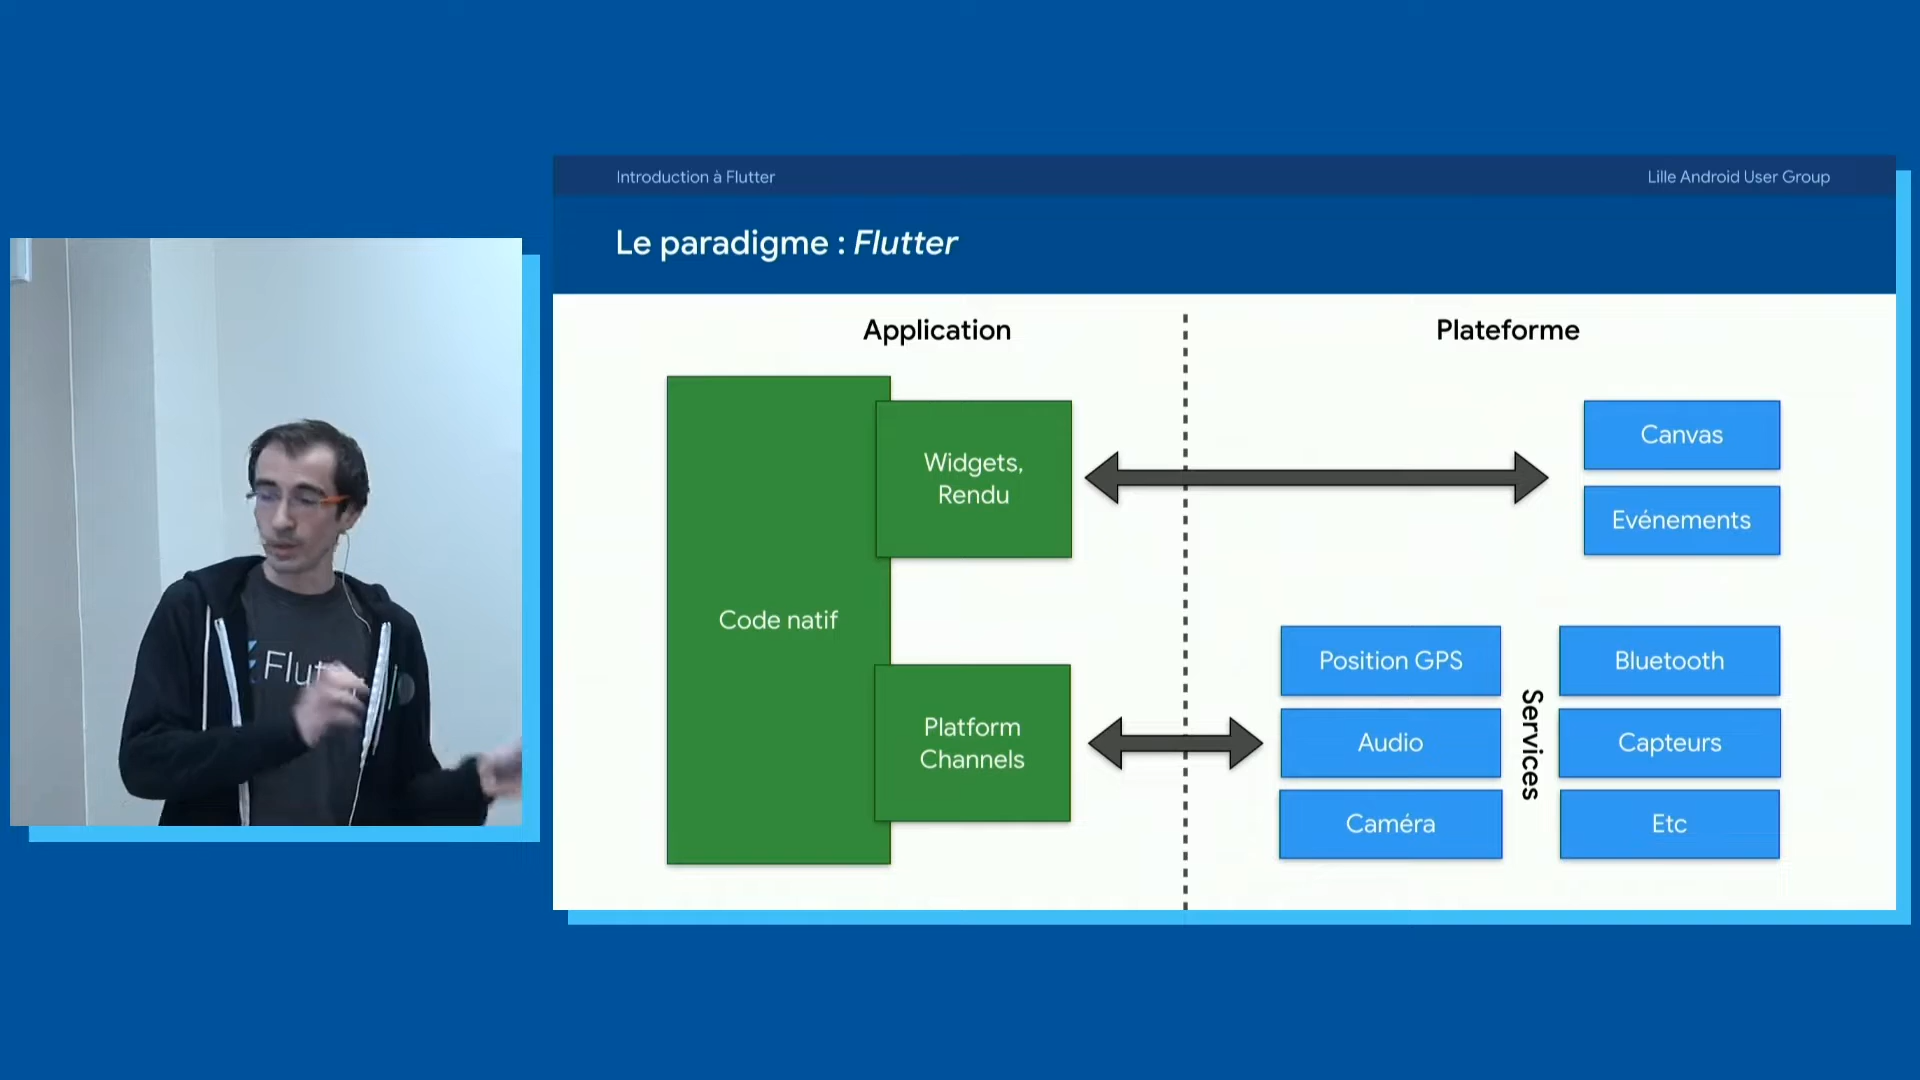 Introduction à Flutter
Lille Android User Group
Le paradigme : Flutter
Application
Plateforme
Code natif
Widgets,
Rendu
Canvas
Evénements
Platform
Channels
Position GPS
Bluetooth
Audio
Capteurs
Caméra
Etc
Services